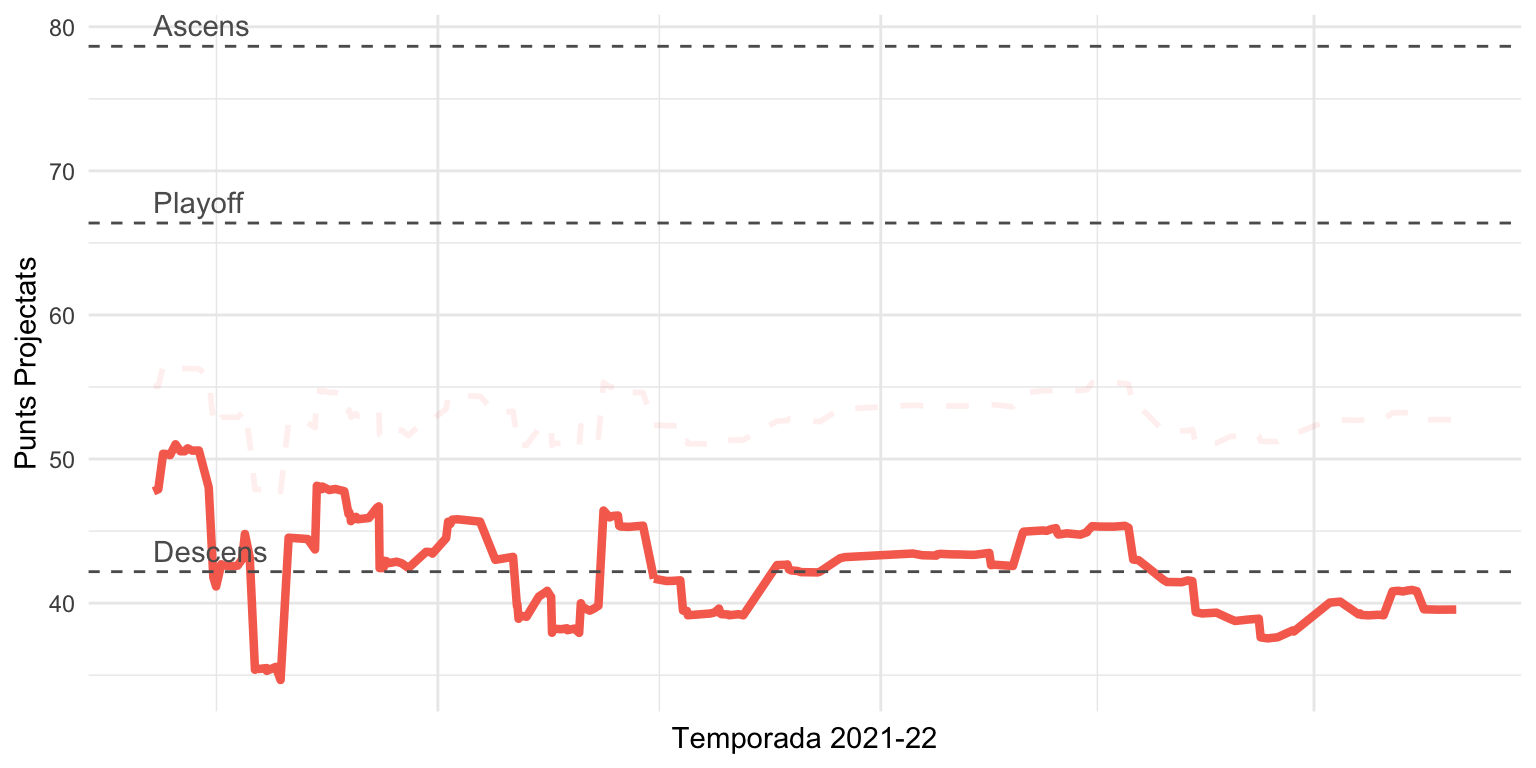 80
Ascens
70
Playoff
60
50
Descens
40
Punts Projectats
Temporada 2021-22